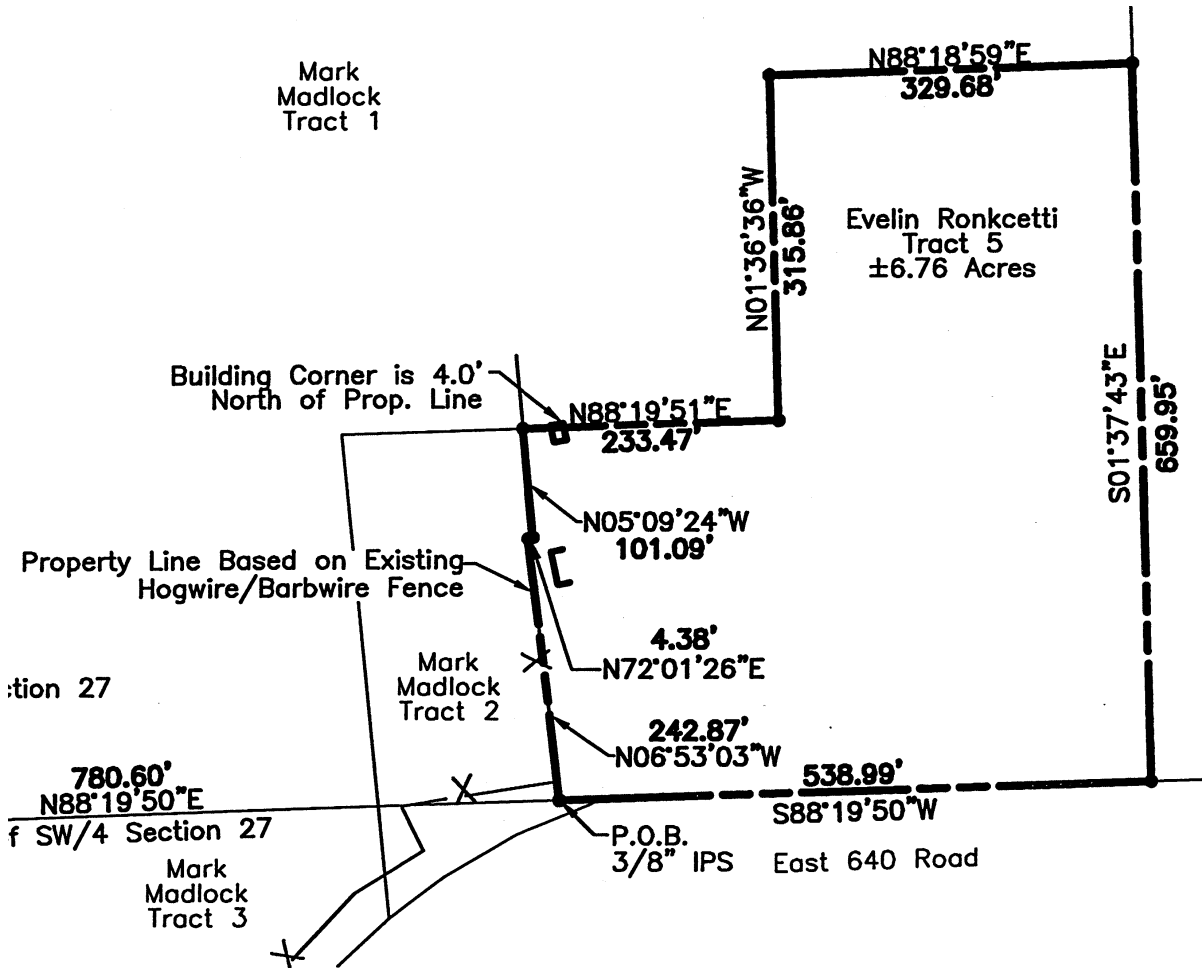 N88°18'59"E
329.68'
Mark
Madlock
Tract 1
N01°36'36"W
315.86'
Evelin Ronkcetti
Tract 5
±6.76 Acres
S01°37'43"E
659.95'
Building Corner is 4.0'
North of Prop. Line
N88°19'51"E
233.47'
N05°09'24"W
101.09'
Property Line Based on Existing
Hogwire/Barbwire Fence
4.38'
N72°01'26"E
Mark
Madlock
Tract 2
ction 27
242.87'
N06°53'03"W
780.60'
N88°19'50"E
f SW/4 Section 27
538.99'
S88°19'50"W
P.O.B.
3/8" IPS
East 640 Road
Mark
Madlock
Tract 3